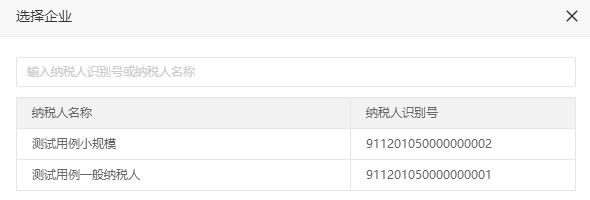 选择企业
输入纳税人识别号或纳税人名称
纳税人名称 纳税人识别号
测试用例小规模 911201050000000002
测试用例一般纳税人 911201050000000001